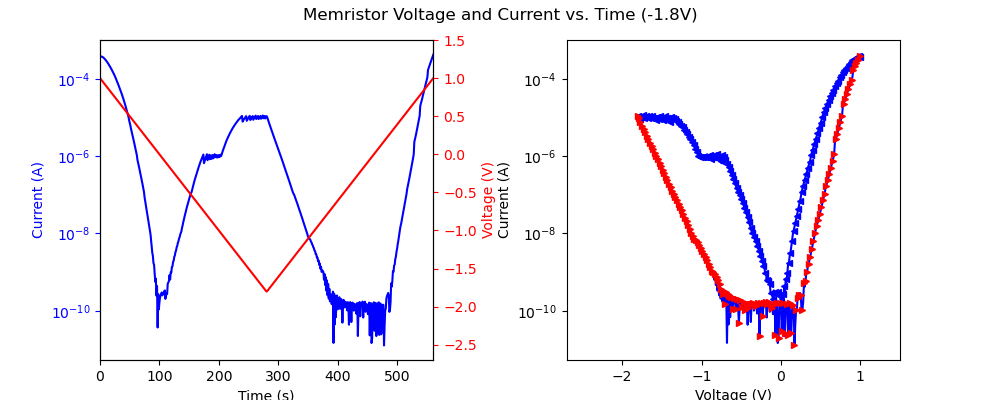 Memristor Voltage and Current vs. Time (-1.8V)
Current (A)
10⁻⁴
10⁻⁶
10⁻⁸
10⁻¹⁰
0 100 200 300 400 500
Time (s)
1.5
1.0
0.5
0.0
−0.5
−1.0
−1.5
−2.0
−2.5
Voltage (V)
Current (A)
10⁻⁴
10⁻⁶
10⁻⁸
10⁻¹⁰
−2 −1 0 1
Voltage (V)